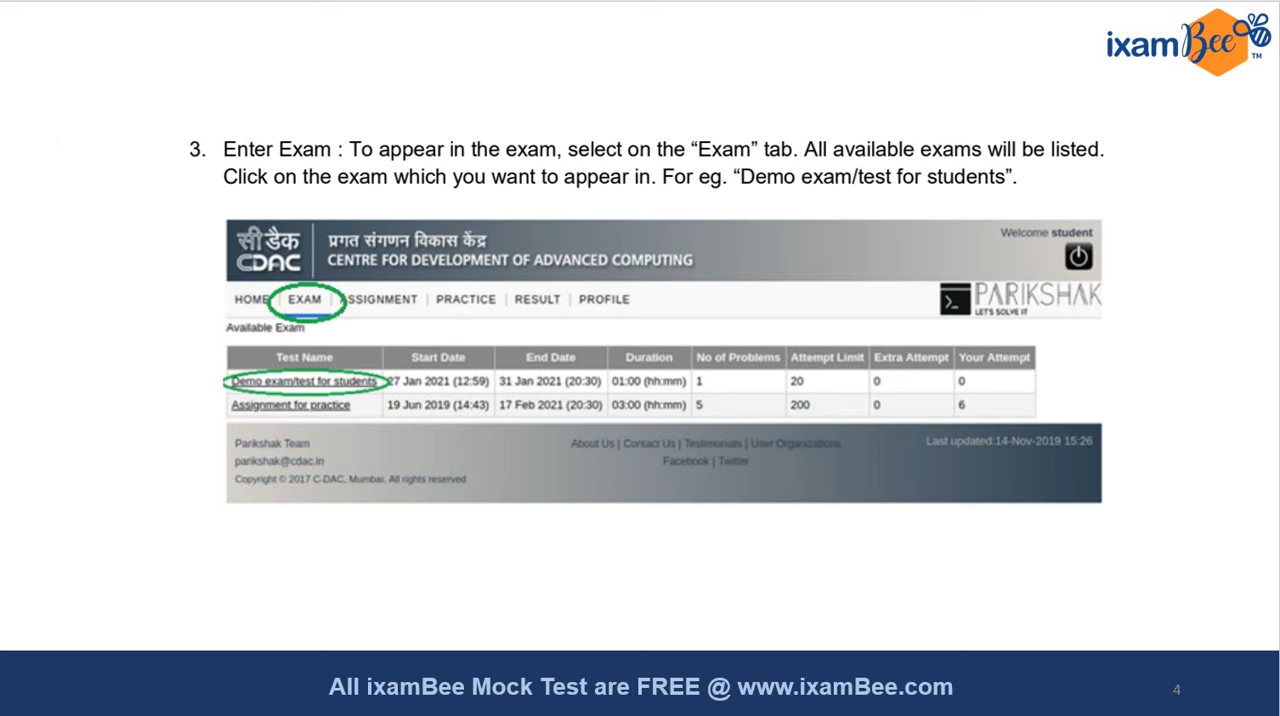 ixamBee TM
3. Enter Exam : To appear in the exam, select on the “Exam” tab. All available exams will be listed.
Click on the exam which you want to appear in. For eg. “Demo exam/test for students”.
सी डैक
CDAC
प्रगत संगणन विकास केंद्र
CENTRE FOR DEVELOPMENT OF ADVANCED COMPUTING
Welcome student
HOME | EXAM | ASSIGNMENT | PRACTICE | RESULT | PROFILE
>_ PARIKSHAK
LET'S SOLVE IT
Available Exam
Test Name Start Date End Date Duration No of Problems Attempt Limit Extra Attempt Your Attempt
Demo exam/test for students 27 Jan 2021 (12:59) 31 Jan 2021 (20:30) 01:00 (hh:mm) 1 20 0 0
Assignment for practice 19 Jun 2019 (14:43) 17 Feb 2021 (20:30) 03:00 (hh:mm) 5 200 0 6
Parikshak Team
parikshak@cdac.in
Copyright © 2017 C-DAC, Mumbai. All rights reserved
About Us | Contact Us | Testimonials | User Organizations
Facebook | Twitter
Last updated:14-Nov-2019 15:26
All ixamBee Mock Test are FREE @ www.ixamBee.com
4